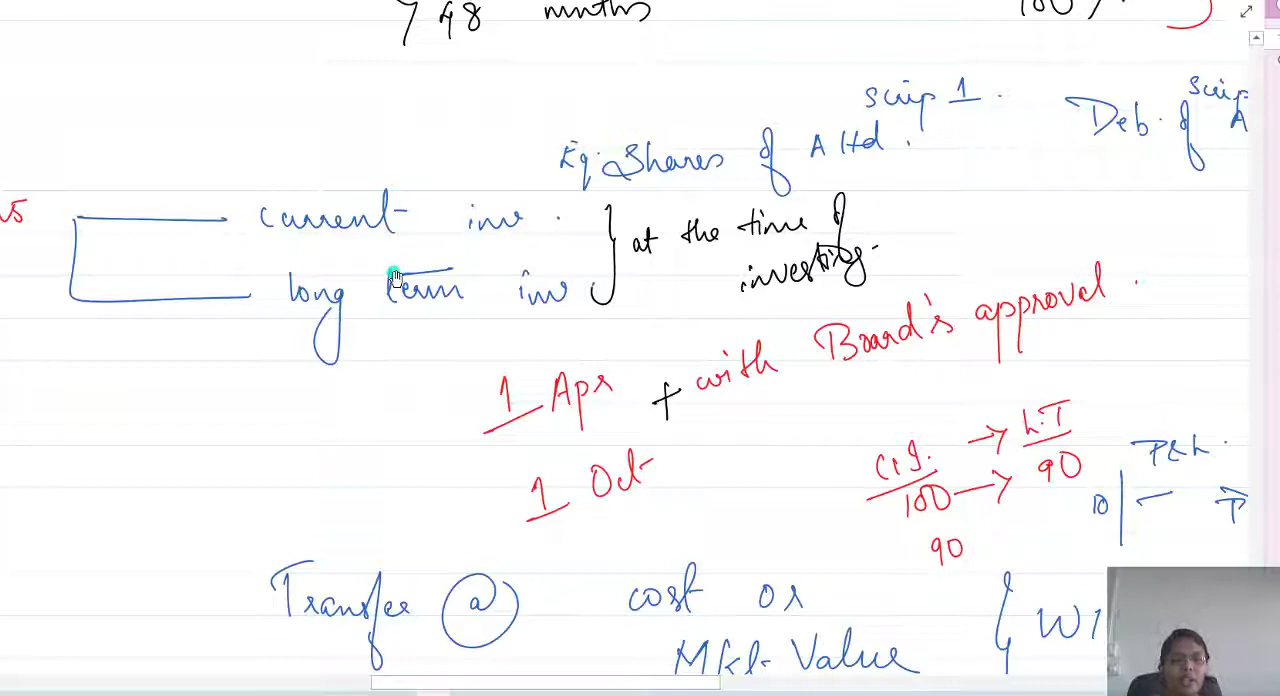 > 48 months
Scrip 1.
Scrip
Eq. Shares of A Ltd.
Deb. of A
current inv.
at the time of
investing
long term inv
1 Apr + with Board's approval.
1 Oct
C.I. → L.T
100 → 90
90
P&L.
10
Transfer @ cost or
Mkt Value